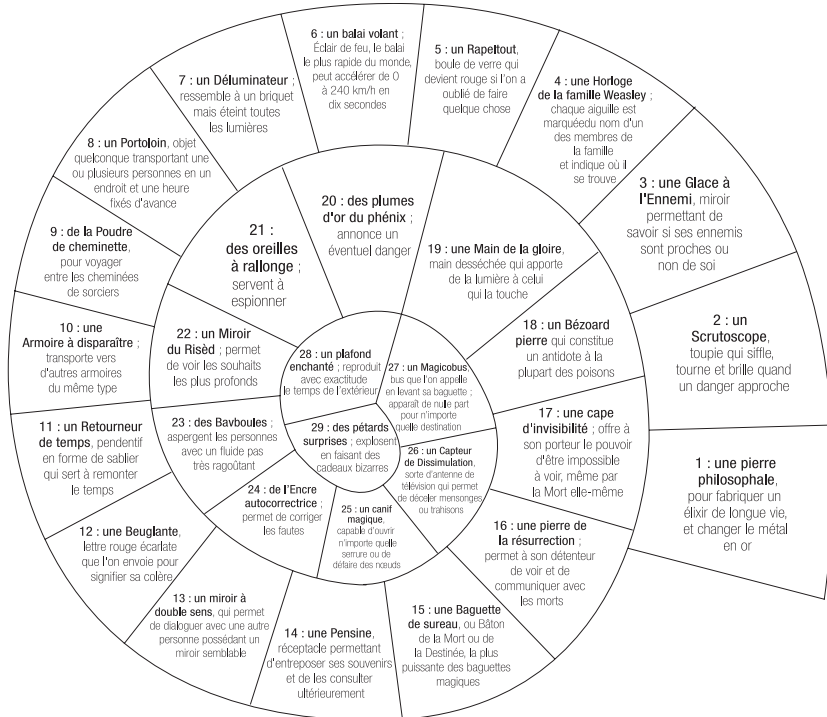 1 : une pierre
philosophale,
pour fabriquer un
élixir de longue vie,
et changer le métal
en or
2 : un
Scrutoscope,
toupie qui siffle,
tourne et brille quand
un danger approche
3 : une Glace à
l'Ennemi, miroir
permettant de
savoir si ses ennemis
sont proches ou
non de soi
4 : une Horloge
de la famille Weasley ;
chaque aiguille est
marquéedu nom d'un
des membres de
la famille
et indique où il
se trouve
5 : un Rapeltout,
boule de verre qui
devient rouge si l'on a
oublié de faire
quelque chose
6 : un balai volant ;
Éclair de feu, le balai
le plus rapide du monde,
peut accélérer de 0
à 240 km/h en
dix secondes
7 : un Déluminateur ;
ressemble à un briquet
mais éteint toutes
les lumières
8 : un Portoloin, objet
quelconque transportant une
ou plusieurs personnes en un
endroit et une heure
fixés d'avance
9 : de la Poudre
de cheminette,
pour voyager
entre les cheminées
de sorciers
10 : une
Armoire à disparaître ;
transporte vers
d'autres armoires
du même type
11 : un Retourneur
de temps, pendentif
en forme de sablier
qui sert à remonter
le temps
12 : une Beuglante,
lettre rouge écarlate
que l'on envoie pour
signifier sa colère
13 : un miroir à
double sens, qui permet
de dialoguer avec une autre
personne possédant un
miroir semblable
14 : une Pensine,
réceptacle permettant
d'entreposer ses souvenirs
et de les consulter
ultérieurement
15 : une Baguette
de sureau, ou Bâton
de la Mort ou de
la Destinée, la plus
puissante des baguettes
magiques
16 : une pierre de
la résurrection ;
permet à son détenteur
de voir et de
communiquer avec
les morts
17 : une cape
d'invisibilité ; offre à
son porteur le pouvoir
d'être impossible
à voir, même par
la Mort elle-même
18 : un Bézoard
pierre qui constitue
un antidote à la
plupart des poisons
19 : une Main de la gloire,
main desséchée qui apporte
de la lumière à celui
qui la touche
20 : des plumes
d'or du phénix ;
annonce un
éventuel danger
21 :
des oreilles
à rallonge ;
servent à
espionner
22 : un Miroir
du Risèd ; permet
de voir les souhaits
les plus profonds
23 : des Bavboules ;
aspergent les personnes
avec un fluide pas
très ragoûtant
24 : de l'Encre
autocorrectrice ;
permet de corriger
les fautes
25 : un canif
magique,
capable d'ouvrir
n'importe quelle
serrure ou de
défaire des nœuds
26 : un Capteur
de Dissimulation,
sorte d'antenne de
télévision qui permet
de déceler mensonges
ou trahisons
27 : un Magicobus,
bus que l'on appelle
en levant sa baguette ;
apparaît de nulle part
pour n'importe
quelle destination
28 : un plafond
enchanté ; reproduit
avec exactitude
le temps de l'extérieur
29 : des pétards
surprises ; explosent
en faisant des
cadeaux bizarres